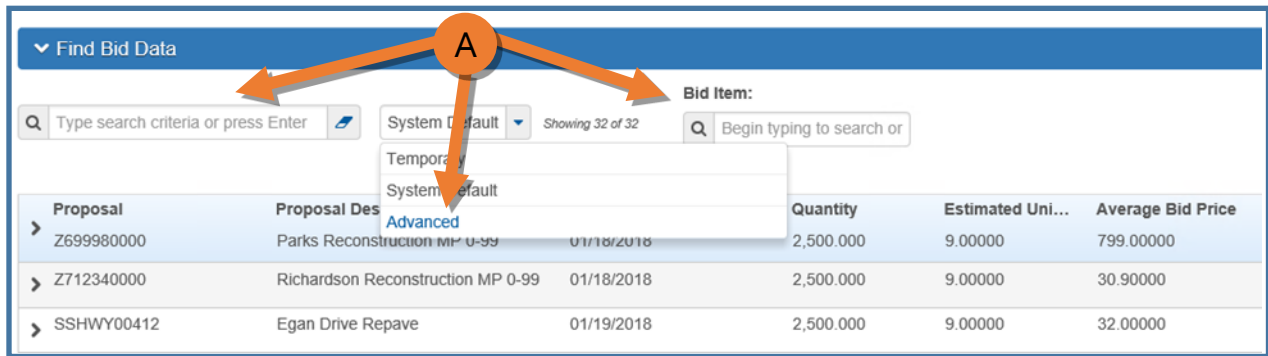 Find Bid Data
A
Bid Item:
Type search criteria or press Enter
System Default
Showing 32 of 32
Begin typing to search or
Temporary
System Default
Advanced
Proposal Proposal Des Quantity Estimated Uni... Average Bid Price
Z699980000 Parks Reconstruction MP 0-99 01/18/2018 2,500.000 9.00000 799.00000
Z712340000 Richardson Reconstruction MP 0-99 01/18/2018 2,500.000 9.00000 30.90000
SSHWY00412 Egan Drive Repave 01/19/2018 2,500.000 9.00000 32.00000